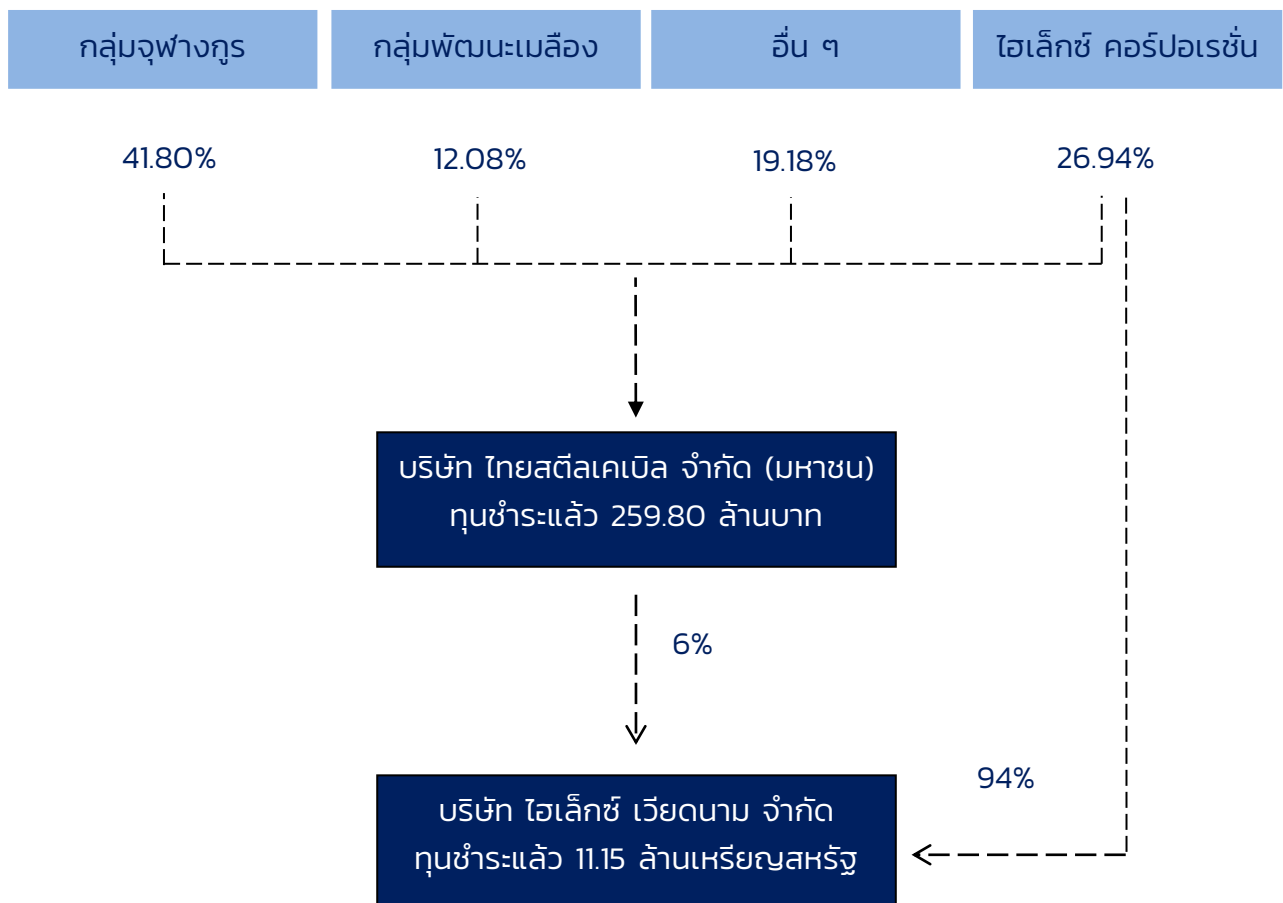 กลุ่มจุฬางกูร
กลุ่มพัฒนะเมลือง
อื่น ๆ
ไฮเล็กซ์ คอร์ปอเรชั่น
41.80%
12.08%
19.18%
26.94%
บริษัท ไทยสตีลเคเบิล จำกัด (มหาชน)
ทุนชำระแล้ว 259.80 ล้านบาท
6%
94%
บริษัท ไฮเล็กซ์ เวียดนาม จำกัด
ทุนชำระแล้ว 11.15 ล้านเหรียญสหรัฐ